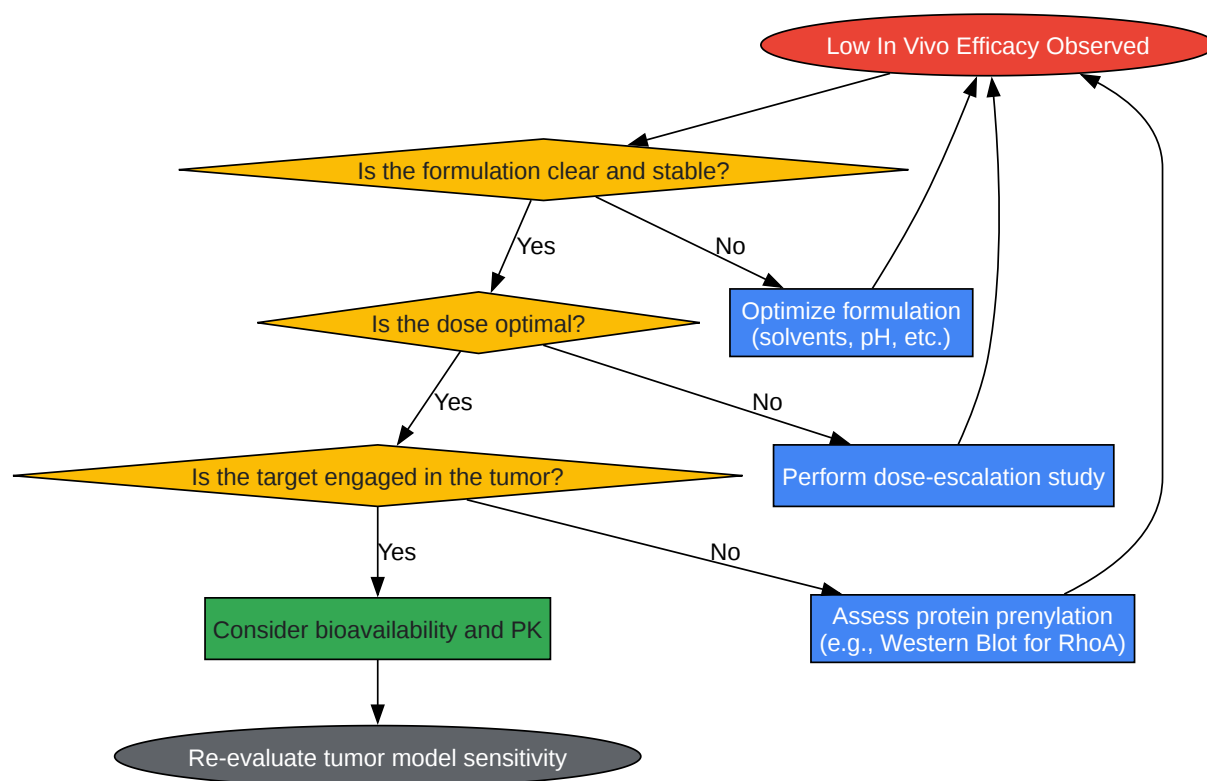 Low In Vivo Efficacy Observed
Is the formulation clear and stable?
Yes
No
Optimize formulation
(solvents, pH, etc.)
Is the dose optimal?
Yes
No
Perform dose-escalation study
Is the target engaged in the tumor?
Yes
No
Consider bioavailability and PK
Assess protein prenylation
(e.g., Western Blot for RhoA)
Re-evaluate tumor model sensitivity